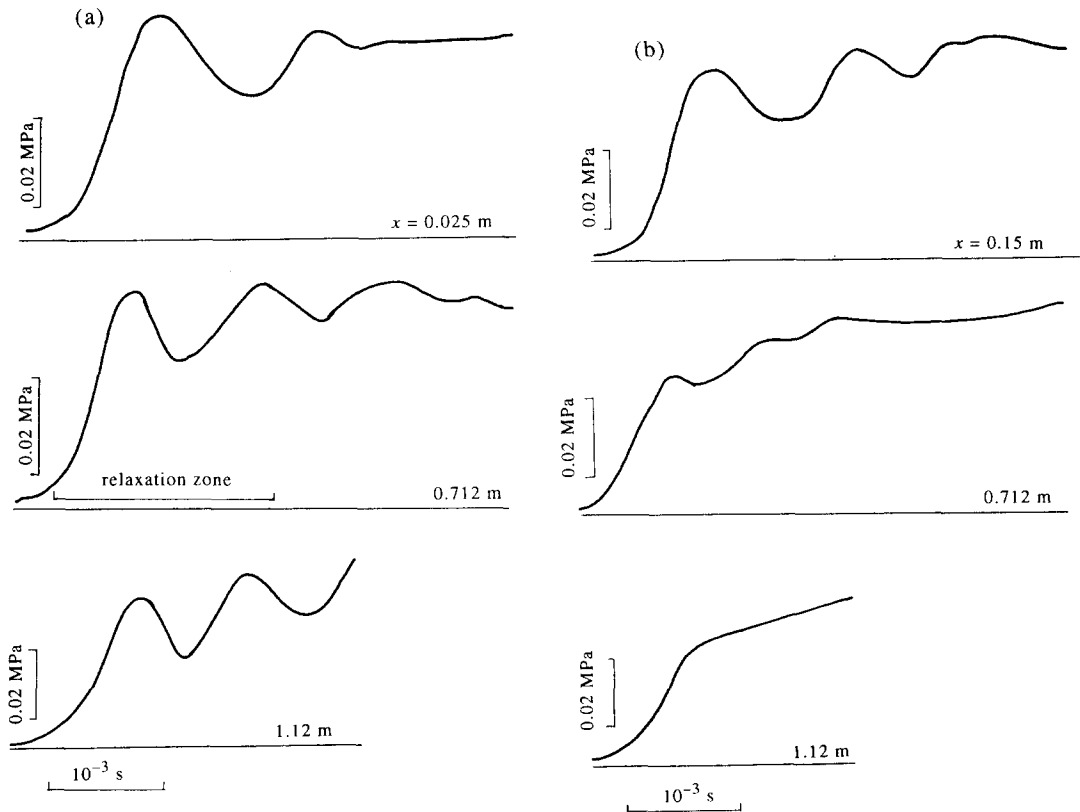 (a)
0.02 MPa
x = 0.025 m
0.02 MPa
relaxation zone
0.712 m
0.02 MPa
1.12 m
10⁻³ s
(b)
0.02 MPa
x = 0.15 m
0.02 MPa
0.712 m
0.02 MPa
1.12 m
10⁻³ s